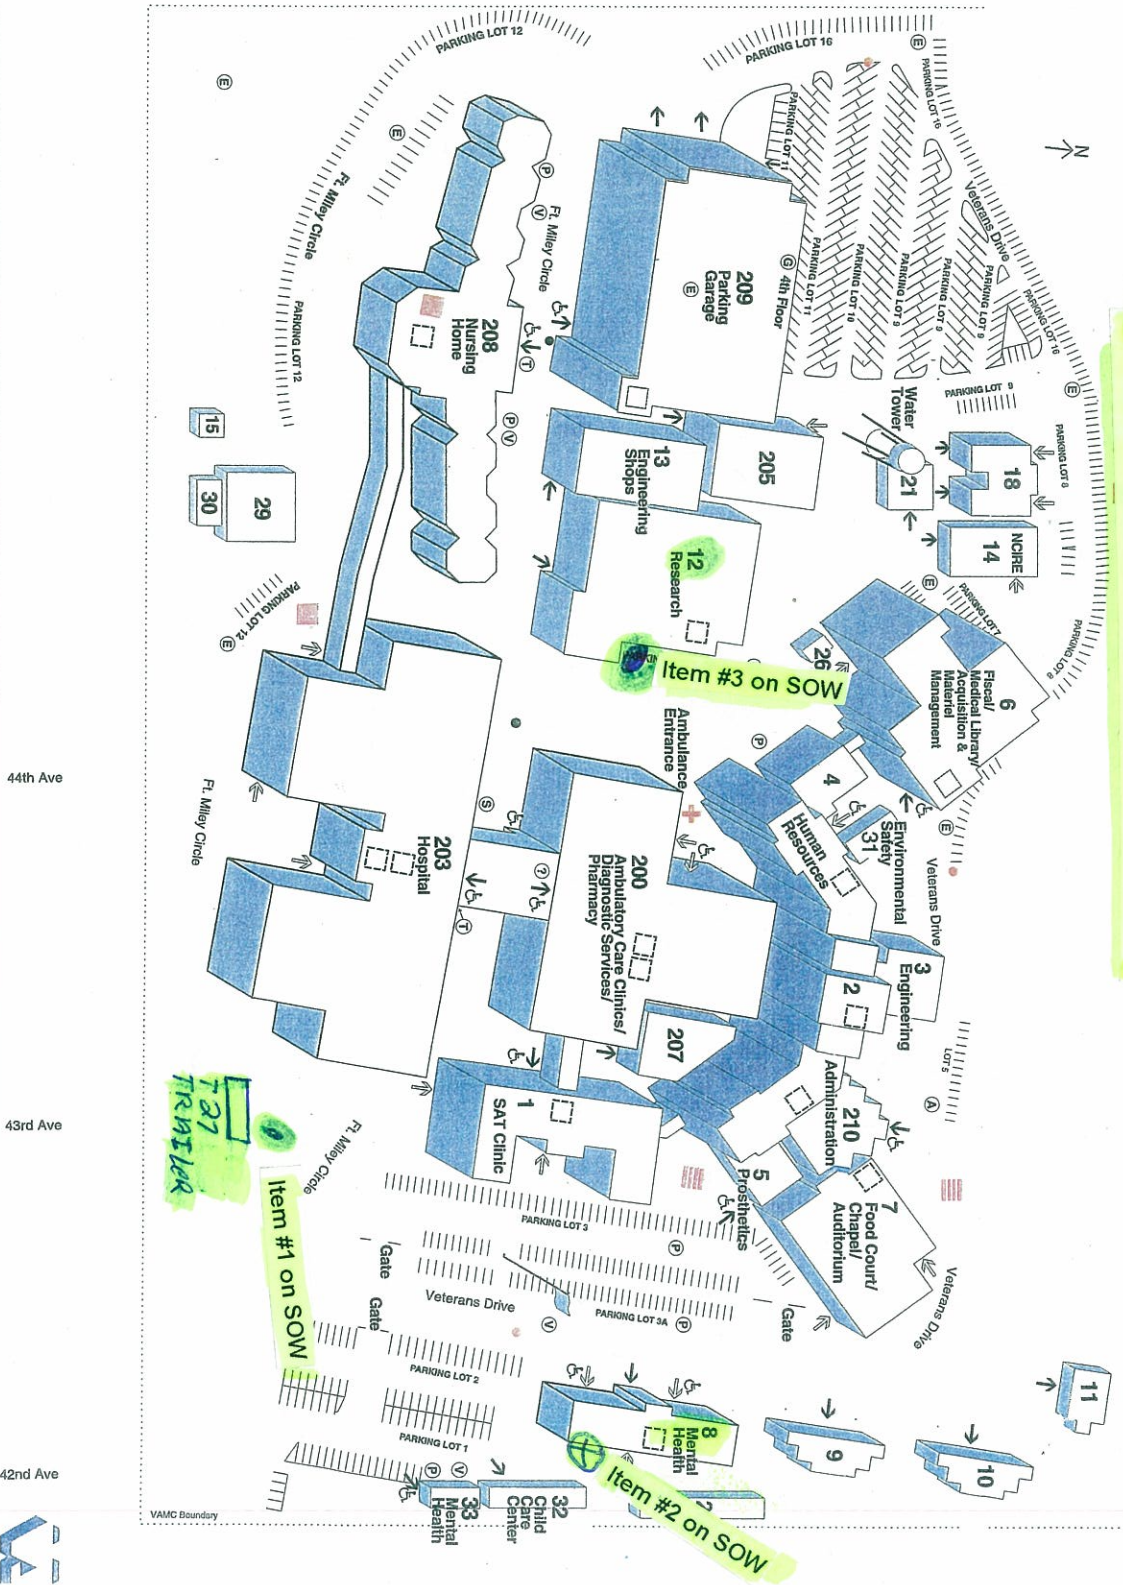 PARKING LOT 12
PARKING LOT 16
E
E
PARKING LOT 16
N
E
PARKING LOT 11
P
V
Ft. Miley Circle
Ft. Miley Circle
Veterans Drive
209
Parking
Garage
E
G 4th Floor
PARKING LOT 11
PARKING LOT 10
PARKING LOT 9
PARKING LOT 9
PARKING LOT 9
PARKING LOT 16
E
PARKING LOT 12
208
Nursing
Home
T
PARKING LOT 9
Water
Tower
P V
15
30
29
13
Engineering
Shops
205
21
18
PARKING LOT 8
14
NCIRE
12
Research
E
PARKING LOT 7
PARKING LOT 12
E
PARKING LOT 8
26
6
Fiscal/
Medical Library/
Acquisition &
Materiel
Management
Item #3 on SOW
Ambulance
Entrance
P
4
44th Ave
Ft. Miley Circle
S
203
Hospital
T
?
200
Ambulatory Care Clinics/
Diagnostic Services/
Pharmacy
Human
Resources
31
Environmental
Safety
E
Veterans Drive
3
Engineering
2
207
LOT 5
A
Administration
210
1
SAT Clinic
T27
TRAILER
43rd Ave
Ft. Miley Circle
Item #1 on SOW
5
Prosthetics
7
Food Court/
Chapel/
Auditorium
PARKING LOT 3
P
Gate
Gate
Veterans Drive
V
PARKING LOT 3A
P
Gate
Veterans Drive
PARKING LOT 2
PARKING LOT 1
8
Mental
Health
9
10
11
Item #2 on SOW
P V
33
Mental
Health
32
Child
Care
Center
42nd Ave
VAMC Boundary